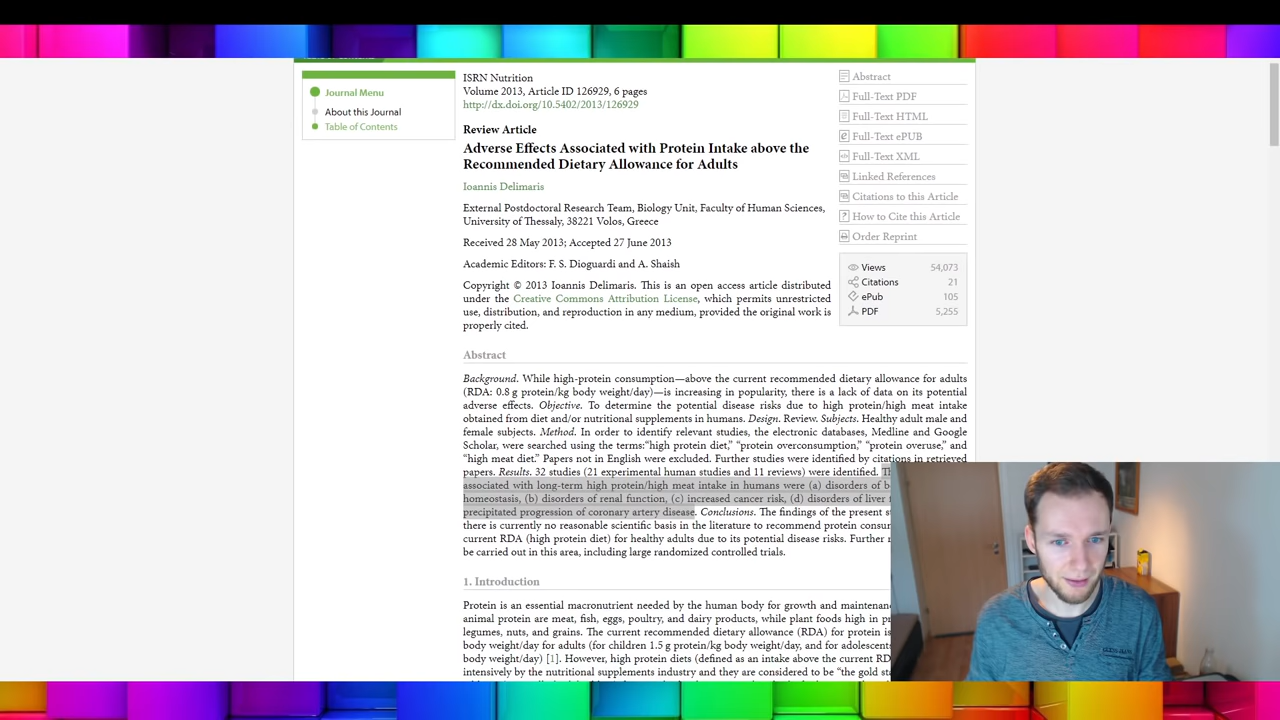 Journal Menu
About this Journal
Table of Contents
ISRN Nutrition
Volume 2013, Article ID 126929, 6 pages
http://dx.doi.org/10.5402/2013/126929
Review Article
Adverse Effects Associated with Protein Intake above the
Recommended Dietary Allowance for Adults
Ioannis Delimaris
External Postdoctoral Research Team, Biology Unit, Faculty of Human Sciences,
University of Thessaly, 38221 Volos, Greece
Received 28 May 2013; Accepted 27 June 2013
Academic Editors: F. S. Dioguardi and A. Shaish
Copyright © 2013 Ioannis Delimaris. This is an open access article distributed
under the Creative Commons Attribution License, which permits unrestricted
use, distribution, and reproduction in any medium, provided the original work is
properly cited.
Abstract
Full-Text PDF
Full-Text HTML
Full-Text ePUB
Full-Text XML
Linked References
Citations to this Article
How to Cite this Article
Order Reprint
Views 54,073
Citations 21
ePub 105
PDF 5,255
Abstract
Background. While high-protein consumption—above the current recommended dietary allowance for adults
(RDA: 0.8 g protein/kg body weight/day)—is increasing in popularity, there is a lack of data on its potential
adverse effects. Objective. To determine the potential disease risks due to high protein/high meat intake
obtained from diet and/or nutritional supplements in humans. Design. Review. Subjects. Healthy adult male and
female subjects. Method. In order to identify relevant studies, the electronic databases, Medline and Google
Scholar, were searched using the terms:“high protein diet,” “protein overconsumption,” “protein overuse,” and
“high meat diet.” Papers not in English were excluded. Further studies were identified by citations in retrieved
papers. Results. 32 studies (21 experimental human studies and 11 reviews) were identified.
associated with long-term high protein/high meat intake in humans were (a) disorders of
homeostasis, (b) disorders of renal function, (c) increased cancer risk, (d) disorders of liver
precipitated progression of coronary artery disease. Conclusions. The findings of the present
there is currently no reasonable scientific basis in the literature to recommend protein
current RDA (high protein diet) for healthy adults due to its potential disease risks. Further
be carried out in this area, including large randomized controlled trials.
1. Introduction
Protein is an essential macronutrient needed by the human body for growth and
animal protein are meat, fish, eggs, poultry, and dairy products, while plant foods high in
legumes, nuts, and grains. The current recommended dietary allowance (RDA) for protein is
body weight/day for adults (for children 1.5 g protein/kg body weight/day, and for adolescents
body weight/day) [1]. However, high protein diets (defined as an intake above the current
intensively by the nutritional supplements industry and they are considered to be “the gold